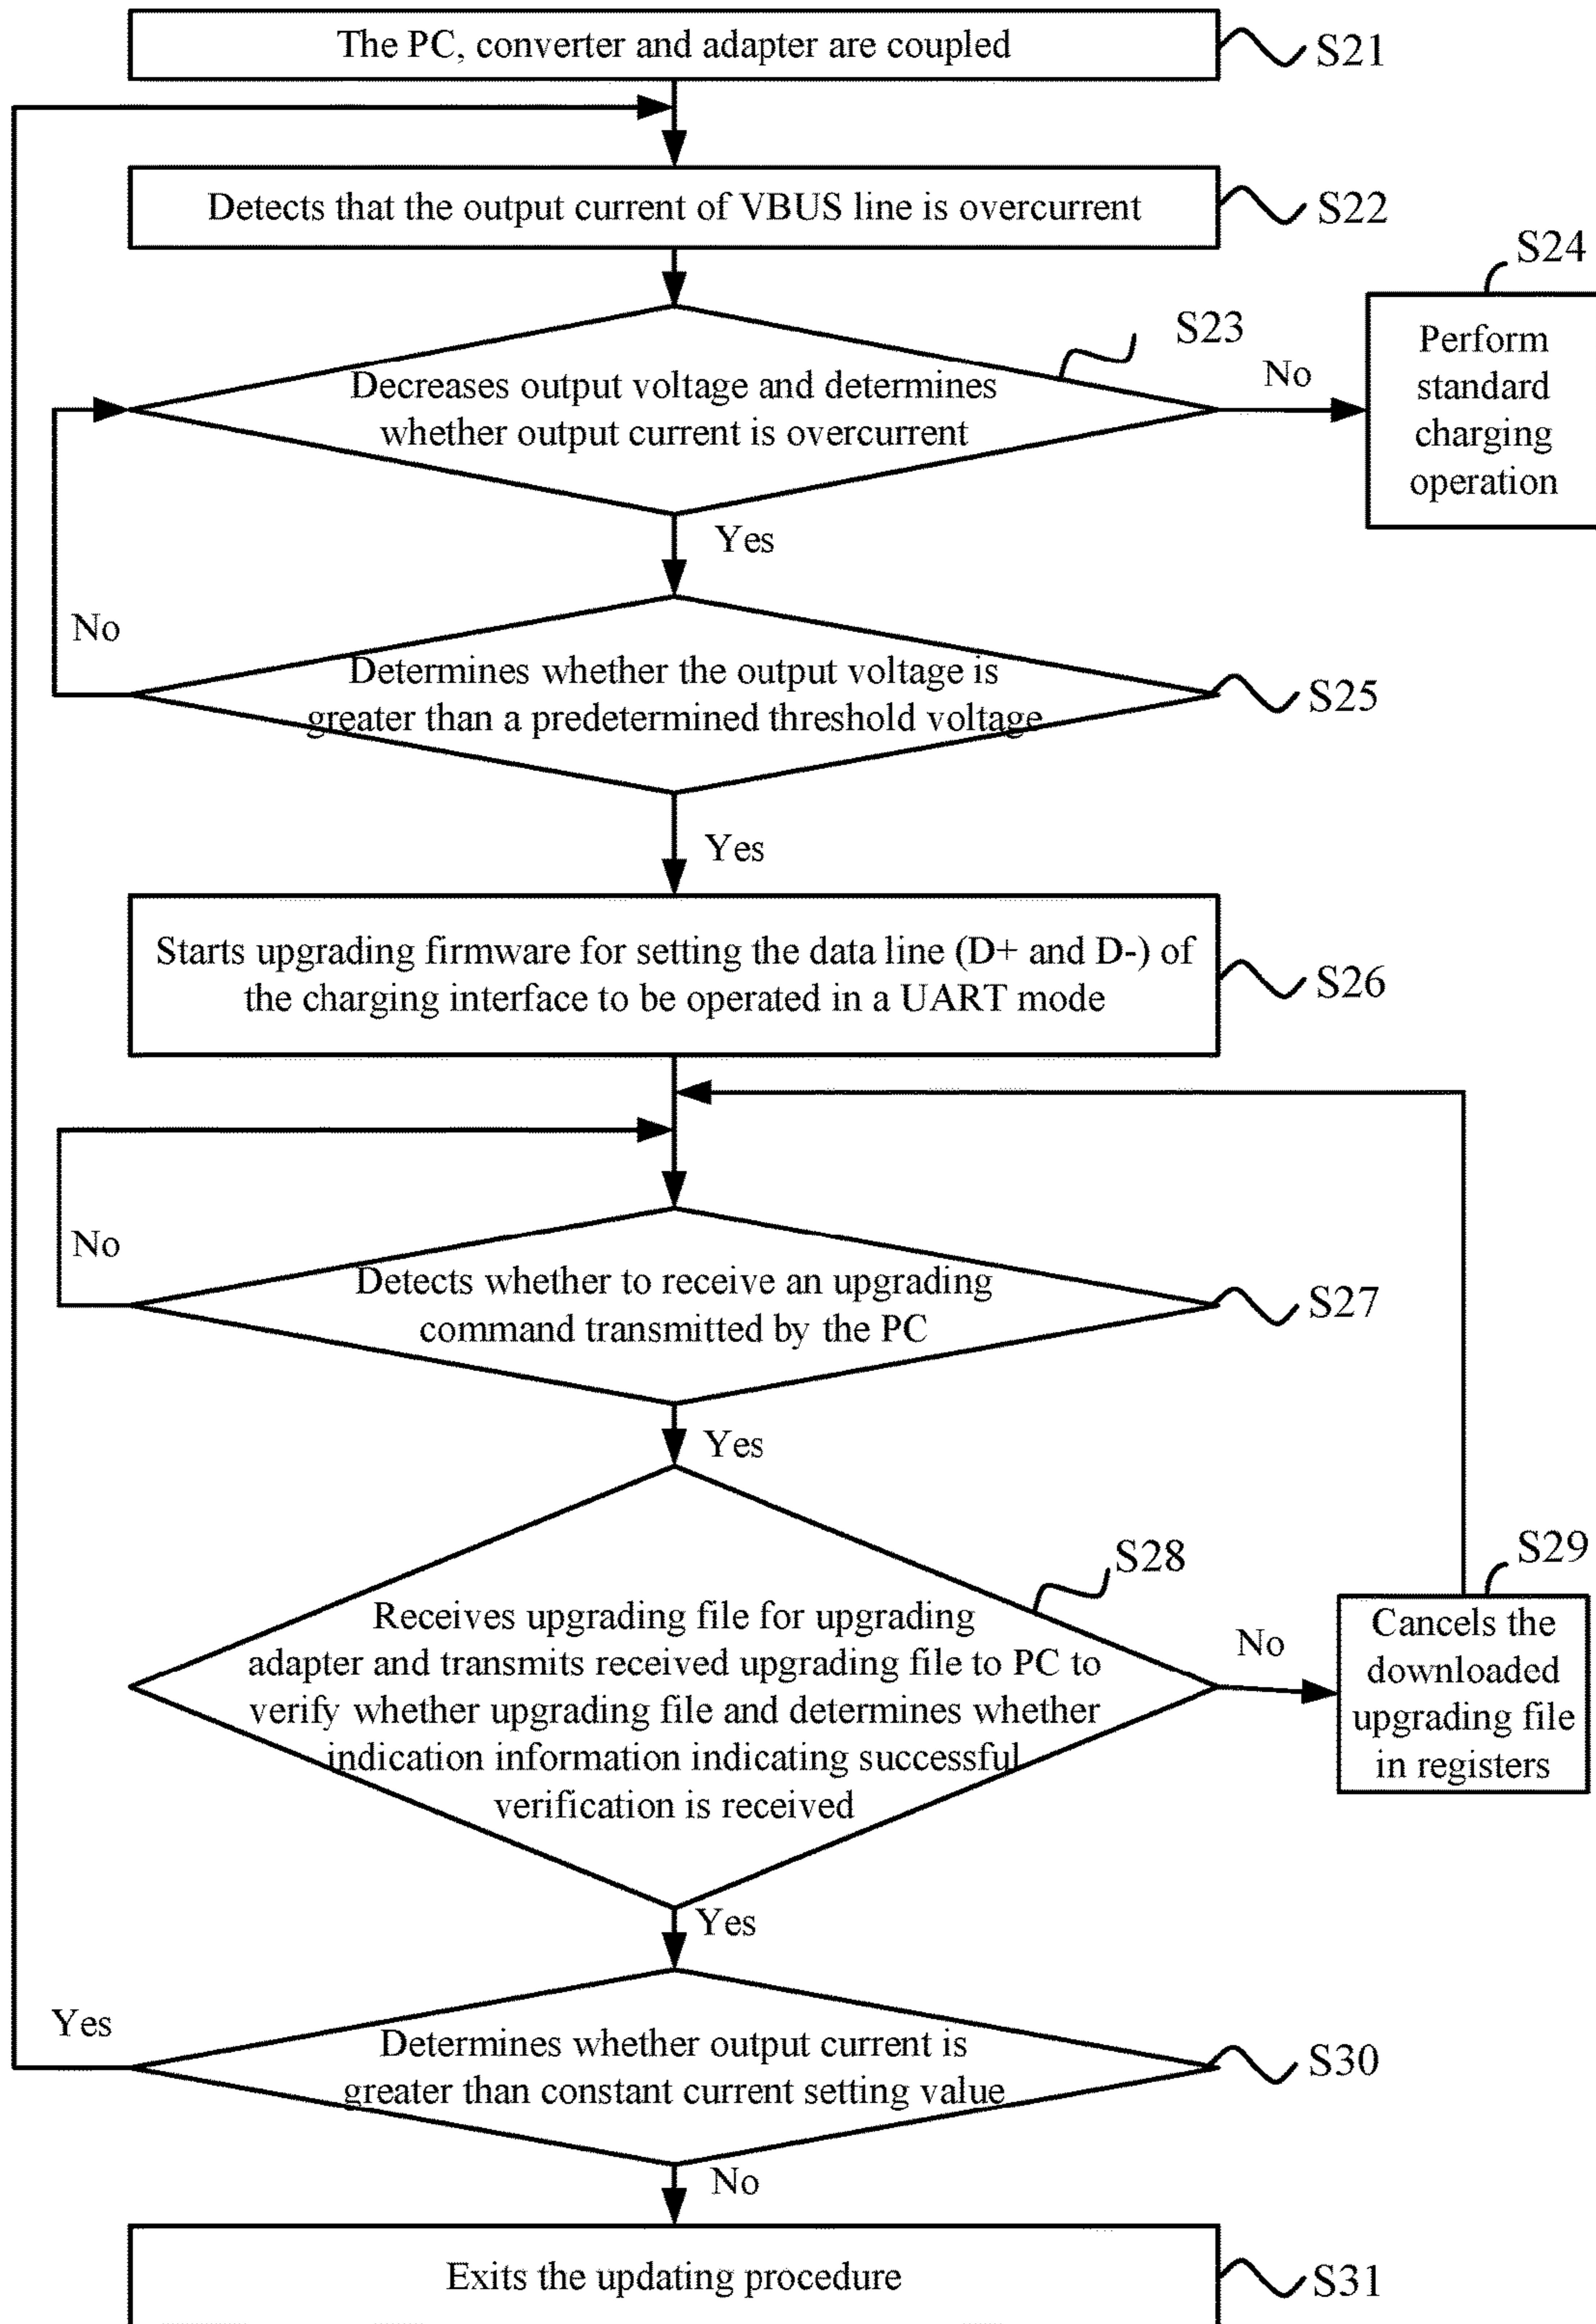 The PC, converter and adapter are coupled
S21
Detects that the output current of VBUS line is overcurrent
S22
S24
Perform
standard
charging
operation
S23
No
Decreases output voltage and determines
whether output current is overcurrent
Yes
No
Determines whether the output voltage is
greater than a predetermined threshold voltage
S25
Yes
Starts upgrading firmware for setting the data line (D+ and D-) of
the charging interface to be operated in a UART mode
S26
No
Detects whether to receive an upgrading
command transmitted by the PC
S27
Yes
S28
Receives upgrading file for upgrading
adapter and transmits received upgrading file to PC to
verify whether upgrading file and determines whether
indication information indicating successful
verification is received
No
S29
Cancels the
downloaded
upgrading file
in registers
Yes
Yes
Determines whether output current is
greater than constant current setting value
S30
No
Exits the updating procedure
S31